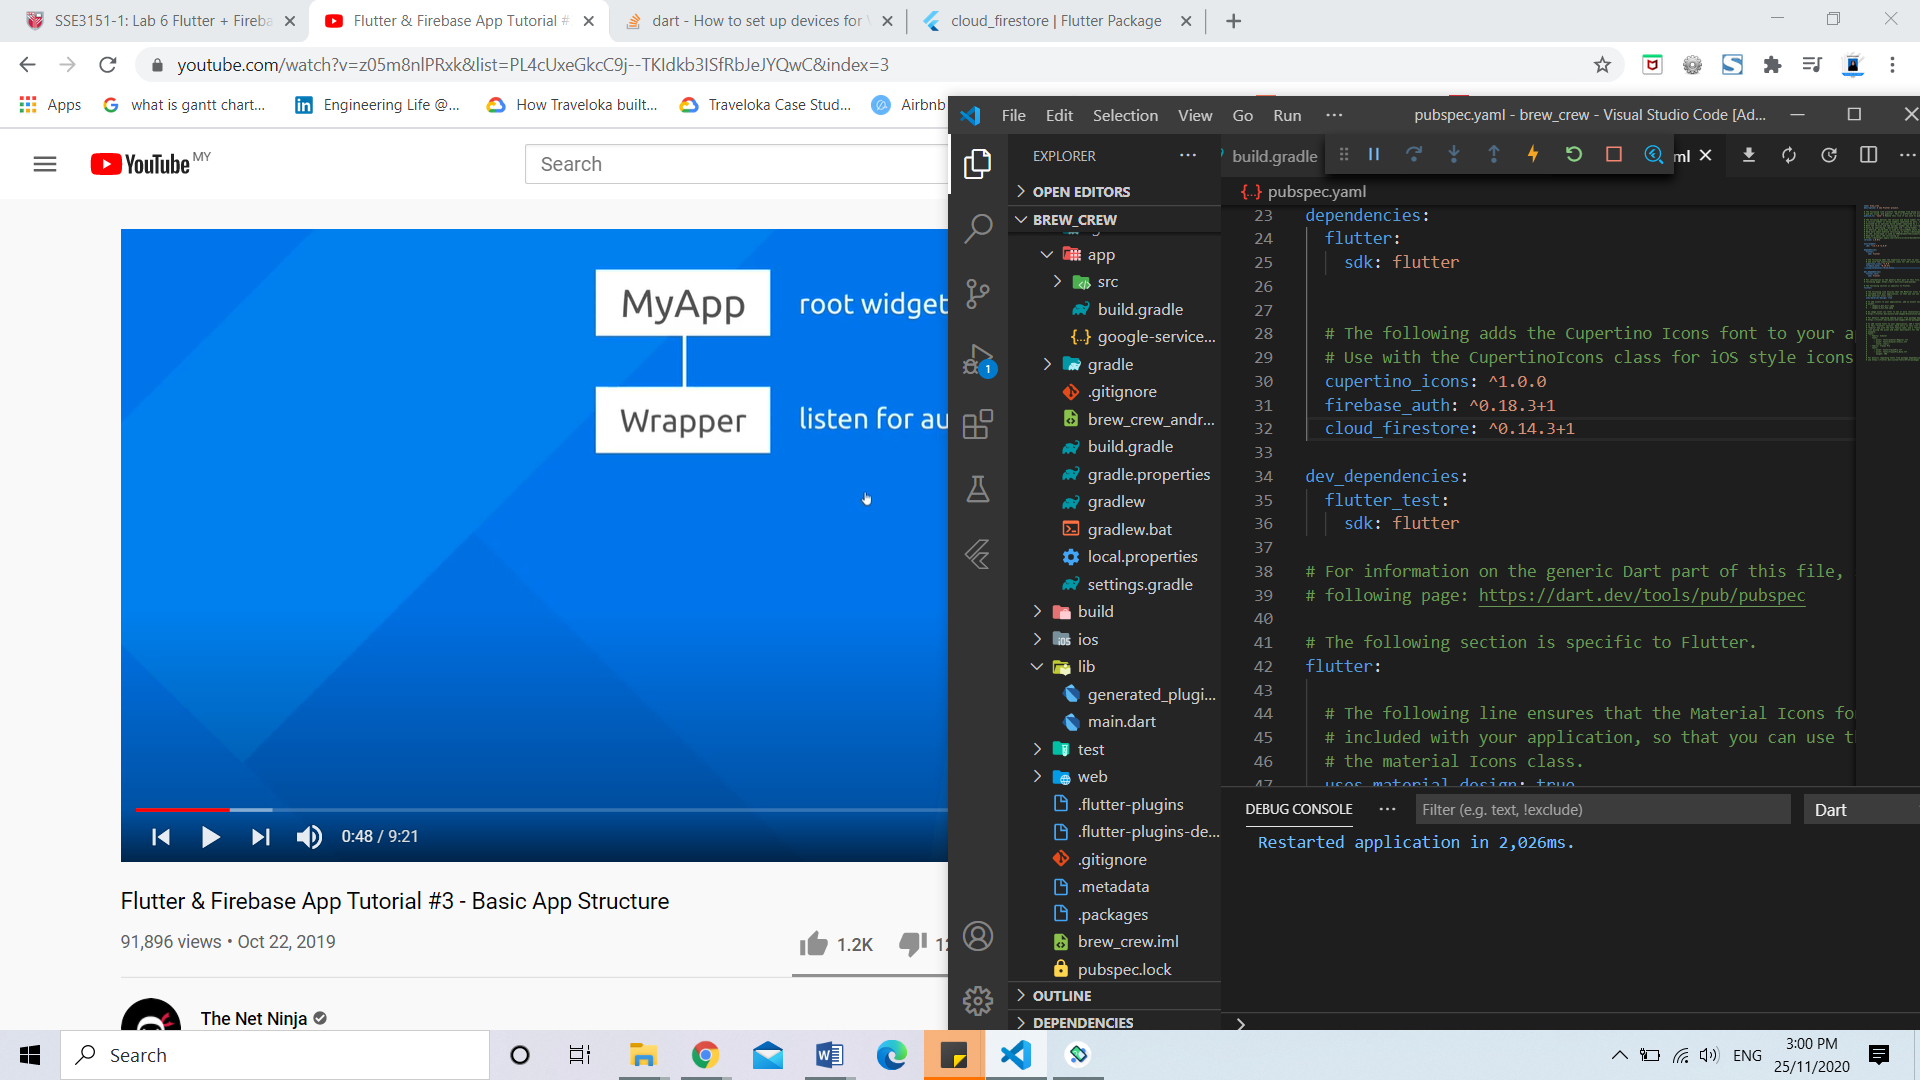 SSE3151-1: Lab 6 Flutter + Fireba
Flutter & Firebase App Tutorial #
dart - How to set up devices for V
cloud_firestore | Flutter Package
youtube.com/watch?v=z05m8nlPRxk&list=PL4cUxeGkcC9j--TKIdkb3ISfRbJeJYQwC&index=3
Apps
what is gantt chart...
Engineering Life @...
How Traveloka built...
Traveloka Case Stud...
Airbnb
YouTube MY
Search
MyApp
root widget
Wrapper
listen for au
0:48 / 9:21
Flutter & Firebase App Tutorial #3 - Basic App Structure
91,896 views • Oct 22, 2019
1.2K
12
The Net Ninja
File Edit Selection View Go Run ...
pubspec.yaml - brew_crew - Visual Studio Code [Ad...
EXPLORER
OPEN EDITORS
BREW_CREW
app
src
build.gradle
google-service...
gradle
.gitignore
brew_crew_andr...
build.gradle
gradle.properties
gradlew
gradlew.bat
local.properties
settings.gradle
build
ios
lib
generated_plugi...
main.dart
test
web
.flutter-plugins
.flutter-plugins-de...
.gitignore
.metadata
.packages
brew_crew.iml
pubspec.lock
OUTLINE
DEPENDENCIES
1
build.gradle
ml
{..} pubspec.yaml
23 dependencies:
24 flutter:
25 sdk: flutter
26
27
28 # The following adds the Cupertino Icons font to your a
29 # Use with the CupertinoIcons class for iOS style icons
30 cupertino_icons: ^1.0.0
31 firebase_auth: ^0.18.3+1
32 cloud_firestore: ^0.14.3+1
33
34 dev_dependencies:
35 flutter_test:
36 sdk: flutter
37
38 # For information on the generic Dart part of this file,
39 # following page: https://dart.dev/tools/pub/pubspec
40
41 # The following section is specific to Flutter.
42 flutter:
43
44 # The following line ensures that the Material Icons fo
45 # included with your application, so that you can use t
46 # the material Icons class.
47 uses-material-design: true
DEBUG CONSOLE
Filter (e.g. text, !exclude)
Dart
Restarted application in 2,026ms.
Search
ENG
3:00 PM
25/11/2020